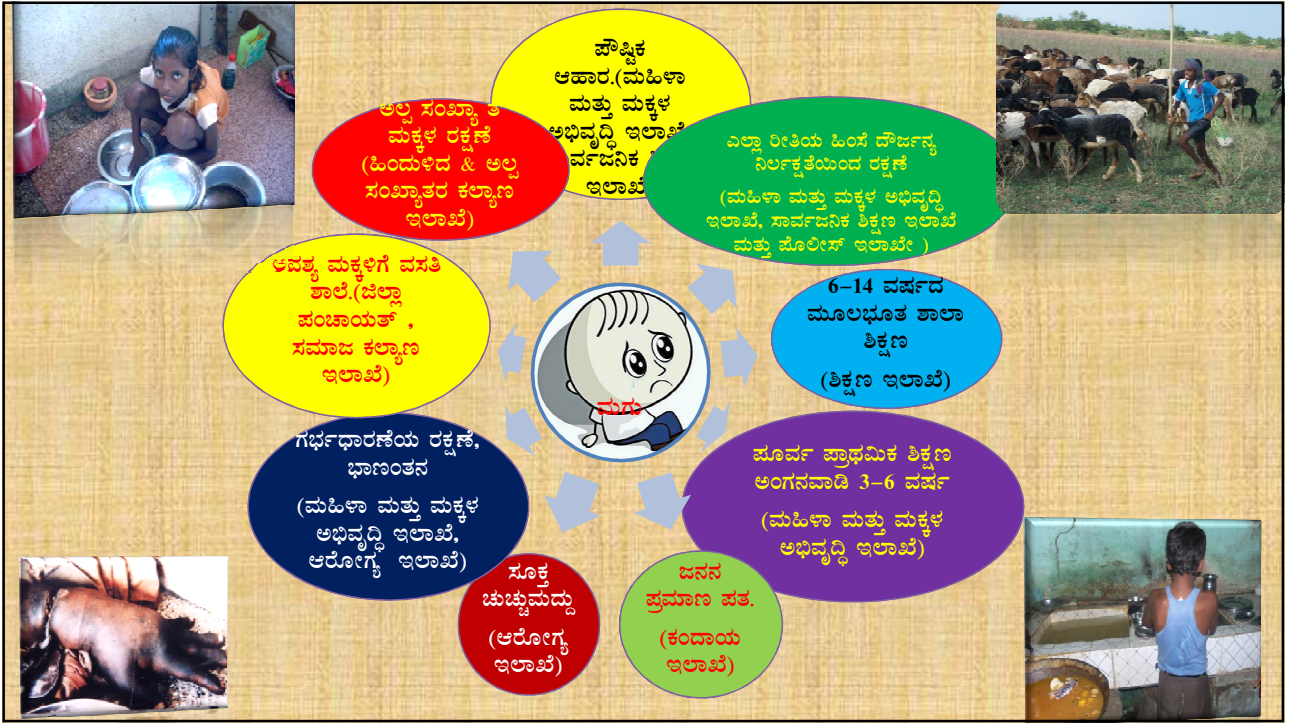 ಪೌಷ್ಟಿಕ
ಆಹಾರ.(ಮಹಿಳಾ
ಮತ್ತು ಮಕ್ಕಳ
ಅಭಿವೃದ್ಧಿ ಇಲಾಖೆ
ಇಲಾಖೆ
ಎಲ್ಲಾ ರೀತಿಯ ಹಿಂಸೆ ದೌರ್ಜನ್ಯ
ನಿರ್ಲಕ್ಷತೆಯಿಂದ ರಕ್ಷಣೆ
(ಮಹಿಳಾ ಮತ್ತು ಮಕ್ಕಳ ಅಭಿವೃದ್ಧಿ
ಇಲಾಖೆ, ಸಾರ್ವಜನಿಕ ಶಿಕ್ಷಣ ಇಲಾಖೆ
ಮತ್ತು ಪೊಲೀಸ್ ಇಲಾಖೇ )
6–14 ವರ್ಷದ
ಮೂಲಭೂತ ಶಾಲಾ
ಶಿಕ್ಷಣ
(ಶಿಕ್ಷಣ ಇಲಾಖೆ)
ಪೂರ್ವ ಪ್ರಾಥಮಿಕ ಶಿಕ್ಷಣ
ಅಂಗನವಾಡಿ 3–6 ವರ್ಷ
(ಮಹಿಳಾ ಮತ್ತು ಮಕ್ಕಳ
ಅಭಿವೃದ್ಧಿ ಇಲಾಖೆ)
ಜನನ
ಪ್ರಮಾಣ ಪತ.
(ಕಂದಾಯ
ಇಲಾಖೆ)
ಸೂಕ್ತ
ಚುಚ್ಚುಮದ್ದು
(ಆರೋಗ್ಯ
ಇಲಾಖೆ)
ಗರ್ಭಧಾರಣೆಯ ರಕ್ಷಣೆ,
ಭಾಣಂತನ
(ಮಹಿಳಾ ಮತ್ತು ಮಕ್ಕಳ
ಅಭಿವೃದ್ಧಿ ಇಲಾಖೆ,
ಆರೋಗ್ಯ ಇಲಾಖೆ)
ಅವಶ್ಯ ಮಕ್ಕಳಿಗೆ ವಸತಿ
ಶಾಲೆ.(ಜಿಲ್ಲಾ
ಪಂಚಾಯತ್ ,
ಸಮಾಜ ಕಲ್ಯಾಣ
ಇಲಾಖೆ)
ಅಲ್ಪ ಸಂಖ್ಯಾ ತ
ಮಕ್ಕಳ ರಕ್ಷಣೆ
(ಹಿಂದುಳಿದ & ಅಲ್ಪ
ಸಂಖ್ಯಾತರ ಕಲ್ಯಾಣ
ಇಲಾಖೆ)
ಮಗು